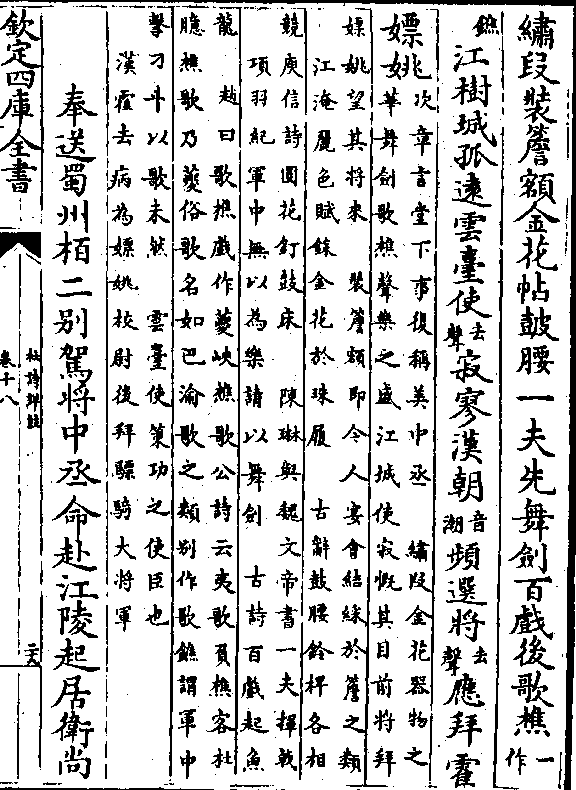 繡段裝簷額金花帖鼓腰一夫先舞劍百戲後歌樵一作
鐎江樹城孤遠雲臺使去聲寂寥漢朝音潮頻選將去聲應拜霍
嫖姚次章言堂下事復稱美中丞 繡段金花器物之
華舞劍歌樵聲樂之盛江城使寂慨其目前將拜
嫖姚望其將來 裝簷額即今人宴會結綵於簷之類
江淹麗色賦錸金花於珠履 古辭鼓腰銓桿各相
競庾信詩圓花釘鼓床 陳琳與魏文帝書一夫揮戟
項羽紀軍中無以為樂請以舞劍 古詩百戲起魚
龍 趙曰歌樵戲作夔峽樵歌公詩云夷歌負樵客杜
臆樵歌乃夔俗歌名如巴渝歌之類别作歌鐎謂軍中
擊刁斗以歌未然 雲臺使策功之使臣也
漢霍去病為嫖姚校尉後拜驃騎大將軍
奉送蜀州栢二别駕將中丞命赴江陵起居衛尚
欽定四庫全書
杜詩詳註
卷十八